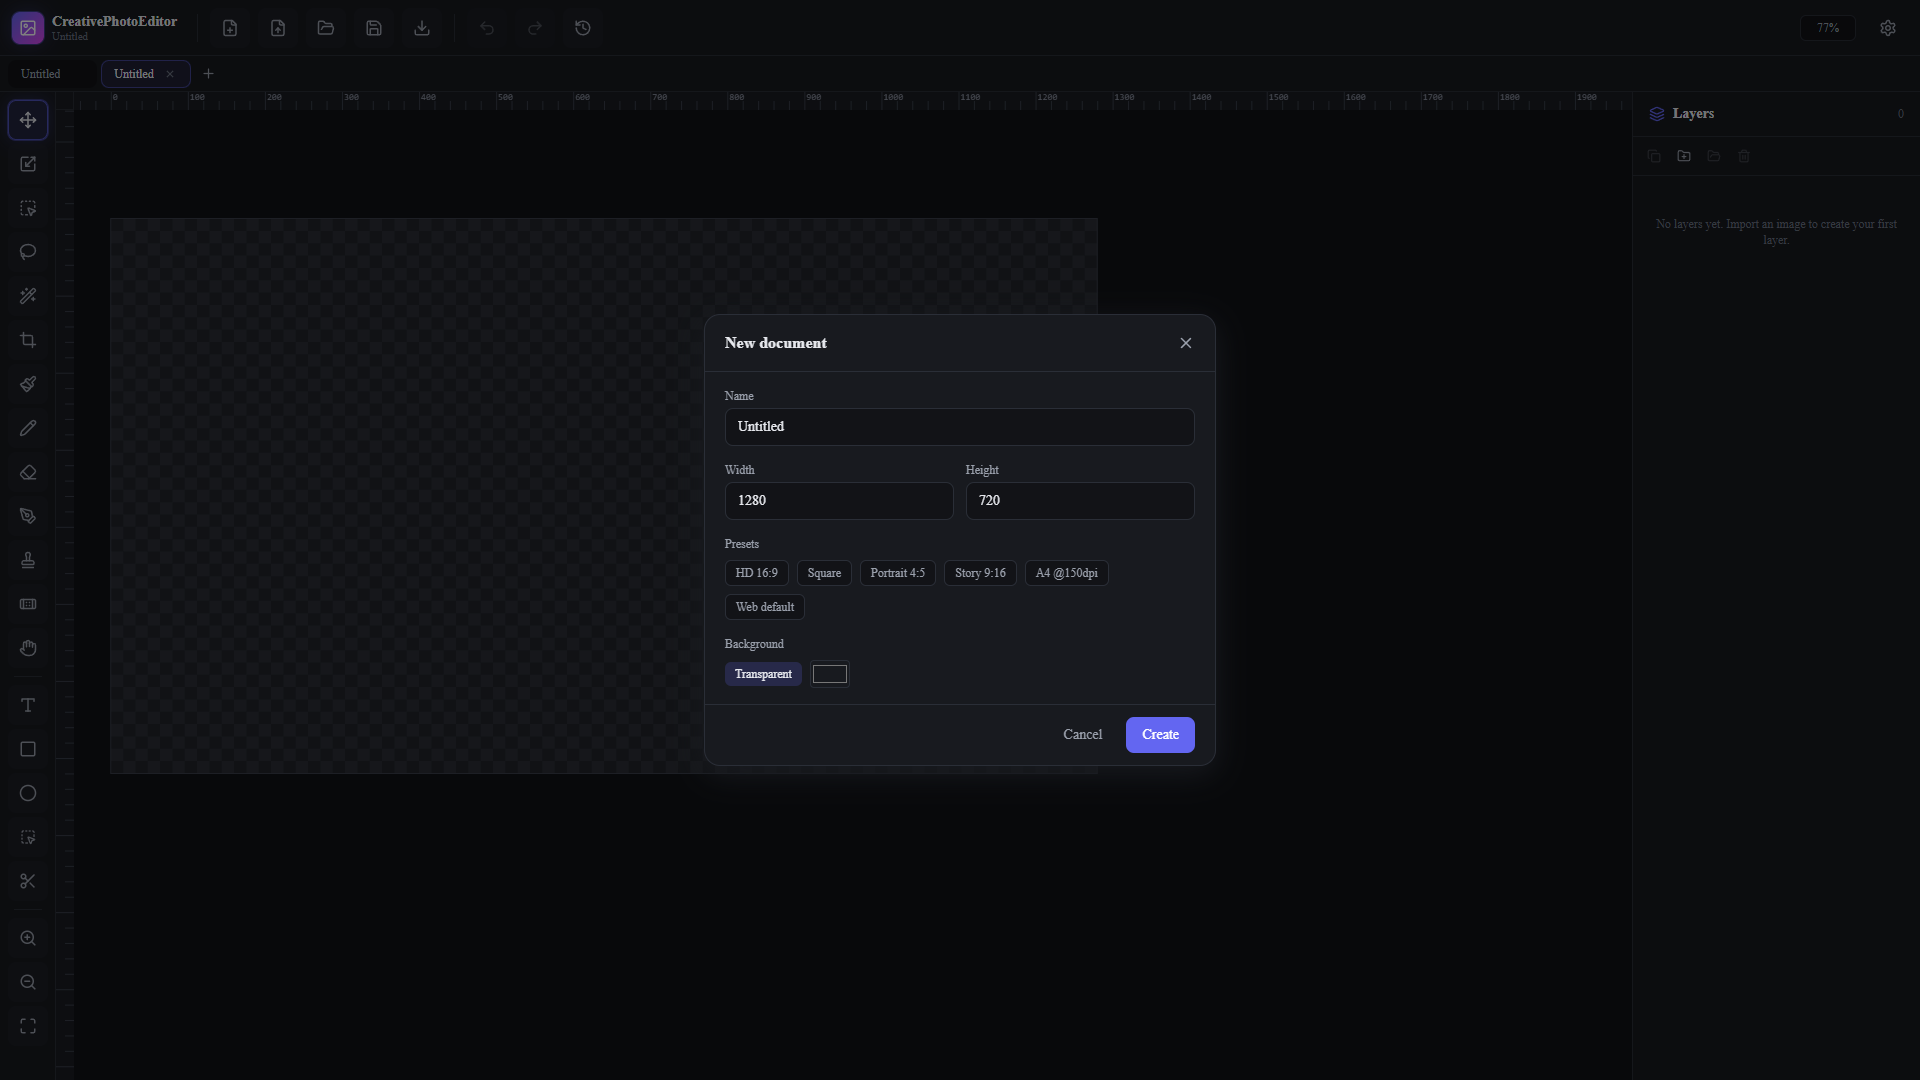 CreativePhotoEditor
Untitled
77%
Untitled
Untitled
0 100 200 300 400 500 600 700 800 900 1000 1100 1200 1300 1400 1500 1600 1700 1800 1900
Layers
0
No layers yet. Import an image to create your first
layer.
New document
Name
Untitled
Width Height
1280 720
Presets
HD 16:9 Square Portrait 4:5 Story 9:16 A4 @150dpi
Web default
Background
Transparent
Cancel Create